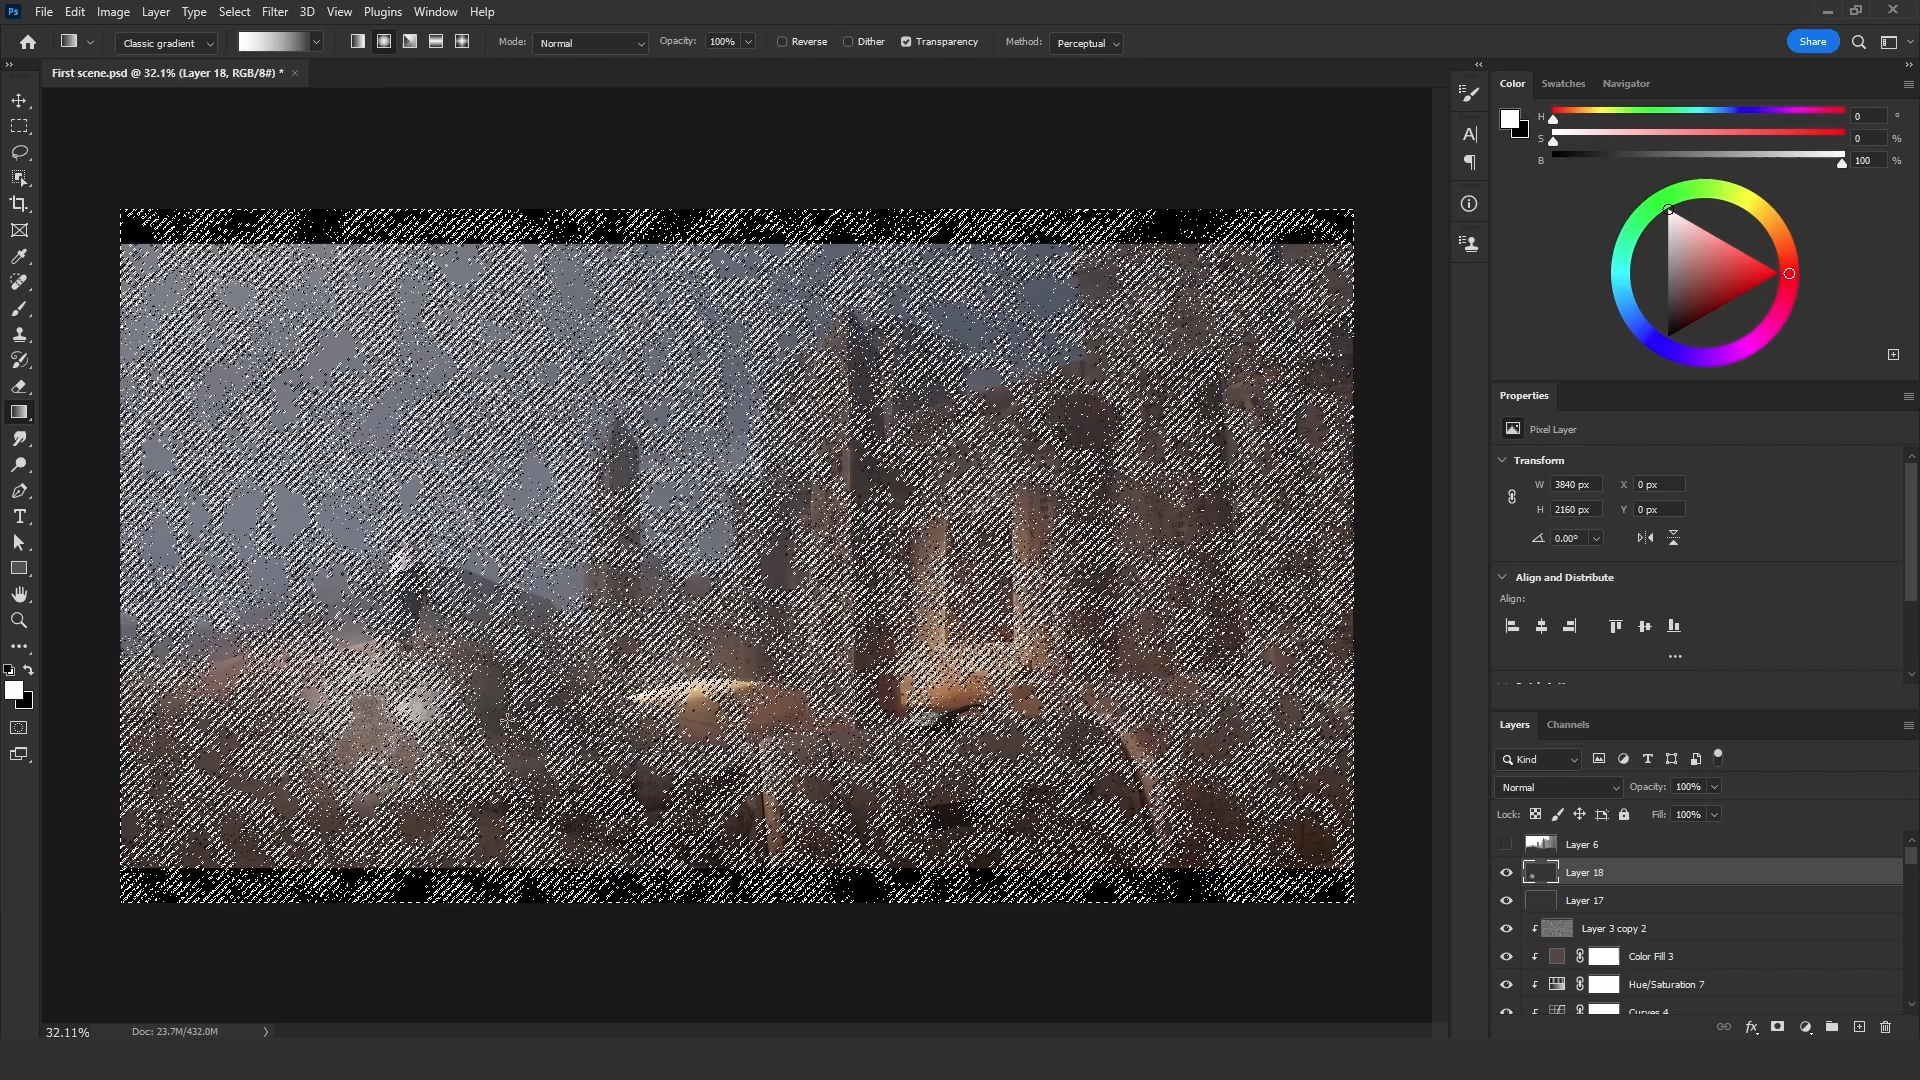 Ps File Edit Image Layer Type Select Filter 3D View Plugins Window Help
Classic gradient Mode: Normal Opacity: 100% Reverse Dither Transparency Method: Perceptual Share
First scene.psd @ 32.1% (Layer 18, RGB/8#) * ×
Color Swatches Navigator
H 0 °
S 0 %
B 100 %
Properties
Pixel Layer
Transform
W 3840 px X 0 px
H 2160 px Y 0 px
0.00°
Align and Distribute
Align:
Layers Channels
Kind
Normal Opacity: 100%
Lock: Fill: 100%
Layer 6
Layer 18
Layer 17
Layer 3 copy 2
Color Fill 3
Hue/Saturation 7
Curves 4
32.11% Doc: 23.7M/432.0M